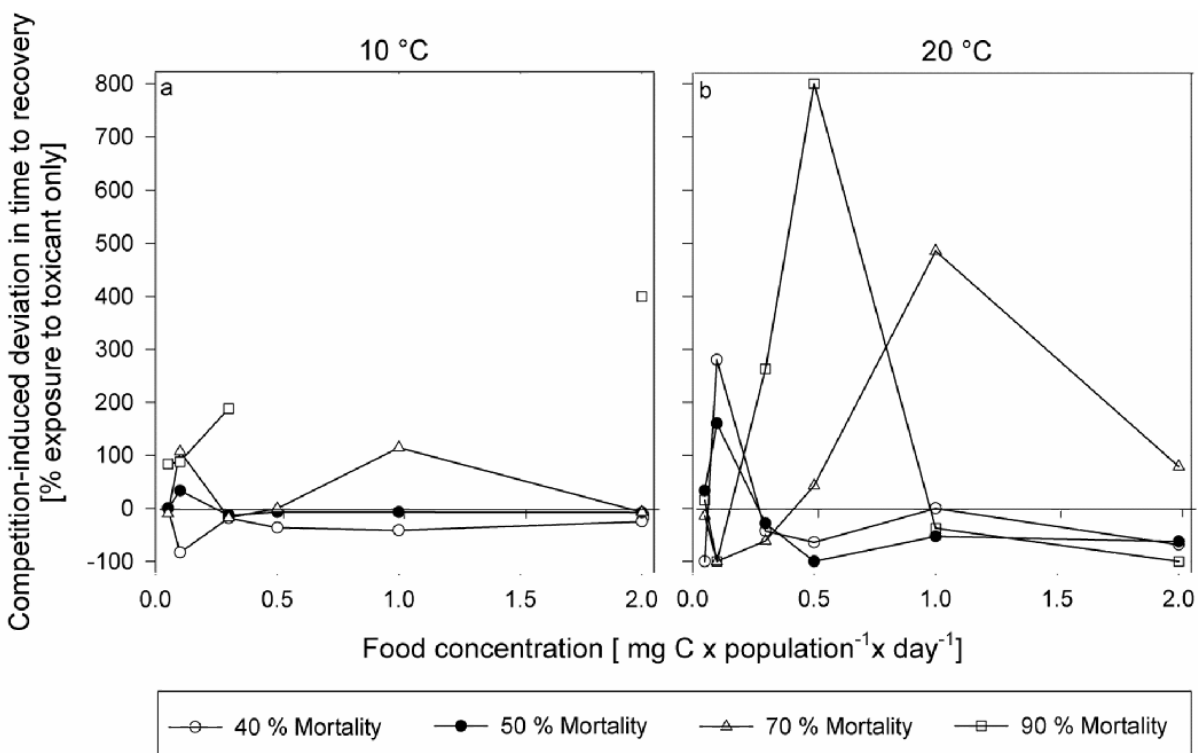 10 °C
20 °C
Competition-induced deviation in time to recovery
[% exposure to toxicant only]
800
700
600
500
400
300
200
100
0
-100
a
b
0.0 0.5 1.0 1.5 2.0
0.0 0.5 1.0 1.5 2.0
Food concentration [ mg C x population⁻¹x day⁻¹]
40 % Mortality 50 % Mortality 70 % Mortality 90 % Mortality